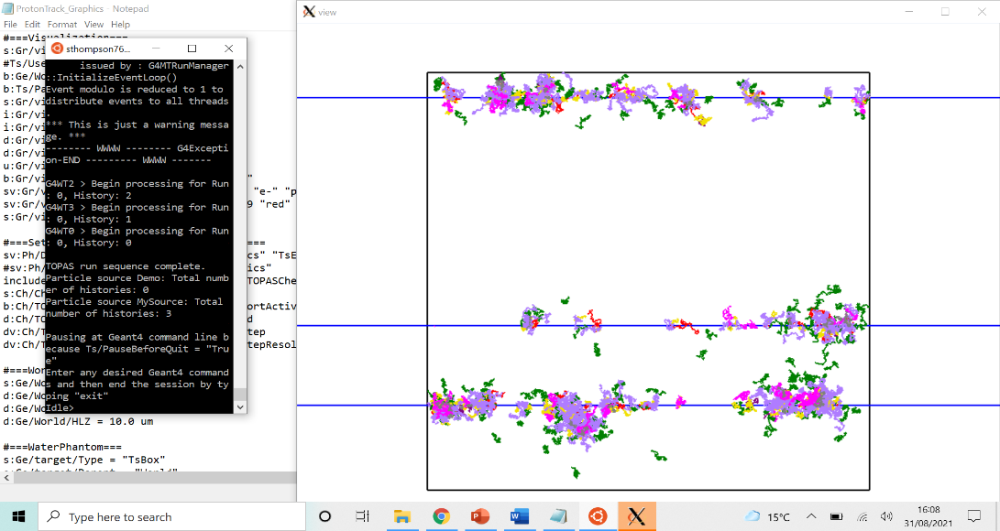 ProtonTrack_Graphics - Notepad
File Edit Format View Help
#===Visualization===
s:Gr/vi
#Ts/Use
b:Ge/Wo
b:Ts/Pa
s:Gr/vi
i:Gr/vi
i:Gr/vi
d:Gr/vi
d:Gr/vi
u:Gr/vi
b:Gr/vi "
sv:Gr/vi "e-" "p
sv:Gr/vi 9 "red"
s:Gr/vi
#===Set ===
sv:Ph/D cs" "TsE
#sv:Ph/ ics"
include TOPASChe
s:Ch/Ch
b:Ch/TO ortActiv
d:Ch/TO d
dv:Ch/T tep
dv:Ch/T tepResol
#===Wor
s:Ge/Wo
d:Ge/Wo
d:Ge/Wo
d:Ge/World/HLZ = 10.0 um
#===WaterPhantom===
s:Ge/target/Type = "TsBox"
s:Ge/target/Parent = "World"
sthompson76...
issued by : G4MTRunManager
::InitializeEventLoop()
Event modulo is reduced to 1 to
distribute events to all threads
.
*** This is just a warning messa
ge. ***
-------- WWWW -------- G4Excepti
on-END --------- WWWW -------
G4WT2 > Begin processing for Run
: 0, History: 2
G4WT3 > Begin processing for Run
: 0, History: 1
G4WT0 > Begin processing for Run
: 0, History: 0
TOPAS run sequence complete.
Particle source Demo: Total numb
er of histories: 0
Particle source MySource: Total
number of histories: 3
Pausing at Geant4 command line b
ecause Ts/PauseBeforeQuit = "Tru
e"
Enter any desired Geant4 command
s and then end the session by ty
ping "exit"
Idle>
view
Type here to search
15°C
16:08
31/08/2021